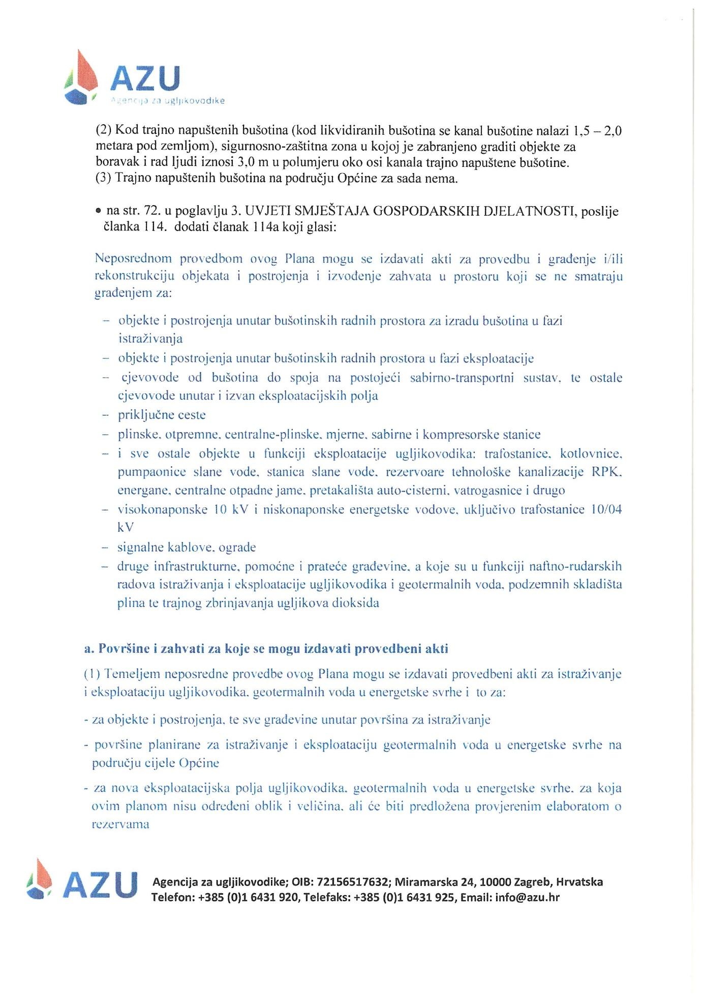 AZU
Agencija za ugljikovodike
(2) Kod trajno napuštenih bušotina (kod likvidiranih bušotina se kanal bušotine nalazi 1,5 – 2,0
metara pod zemljom), sigurnosno-zaštitna zona u kojoj je zabranjeno graditi objekte za
boravak i rad ljudi iznosi 3,0 m u polumjeru oko osi kanala trajno napuštene bušotine.
(3) Trajno napuštenih bušotina na području Općine za sada nema.
• na str. 72. u poglavlju 3. UVJETI SMJEŠTAJA GOSPODARSKIH DJELATNOSTI, poslije
članka 114. dodati članak 114a koji glasi:
Neposrednom provedbom ovog Plana mogu se izdavati akti za provedbu i građenje i/ili
rekonstrukciju objekata i postrojenja i izvođenje zahvata u prostoru koji se ne smatraju
građenjem za:
– objekte i postrojenja unutar bušotinskih radnih prostora za izradu bušotina u fazi
istraživanja
– objekte i postrojenja unutar bušotinskih radnih prostora u fazi eksploatacije
– cjevovode od bušotina do spoja na postojeći sabirno-transportni sustav, te ostale
cjevovode unutar i izvan eksploatacijskih polja
– priključne ceste
– plinske, otpremne, centralne-plinske, mjerne, sabirne i kompresorske stanice
– i sve ostale objekte u funkciji eksploatacije ugljikovodika: trafostanice, kotlovnice,
pumpaonice slane vode, stanica slane vode, rezervoare tehnološke kanalizacije RPK,
energane, centralne otpadne jame, pretakališta auto-cisterni, vatrogasnice i drugo
– visokonaponske 10 kV i niskonaponske energetske vodove, uključivo trafostanice 10/04
kV
– signalne kablove, ograde
– druge infrastrukturne, pomoćne i prateće građevine, a koje su u funkciji naftno-rudarskih
radova istraživanja i eksploatacije ugljikovodika i geotermalnih voda, podzemnih skladišta
plina te trajnog zbrinjavanja ugljikova dioksida
a. Površine i zahvati za koje se mogu izdavati provedbeni akti
(1) Temeljem neposredne provedbe ovog Plana mogu se izdavati provedbeni akti za istraživanje
i eksploataciju ugljikovodika, geotermalnih voda u energetske svrhe i to za:
- za objekte i postrojenja, te sve građevine unutar površina za istraživanje
- površine planirane za istraživanje i eksploataciju geotermalnih voda u energetske svrhe na
području cijele Općine
- za nova eksploatacijska polja ugljikovodika, geotermalnih voda u energetske svrhe, za koja
ovim planom nisu određeni oblik i veličina, ali će biti predložena provjerenim elaboratom o
rezervama
AZU
Agencija za ugljikovodike; OIB: 72156517632; Miramarska 24, 10000 Zagreb, Hrvatska
Telefon: +385 (0)1 6431 920, Telefaks: +385 (0)1 6431 925, Email: info@azu.hr